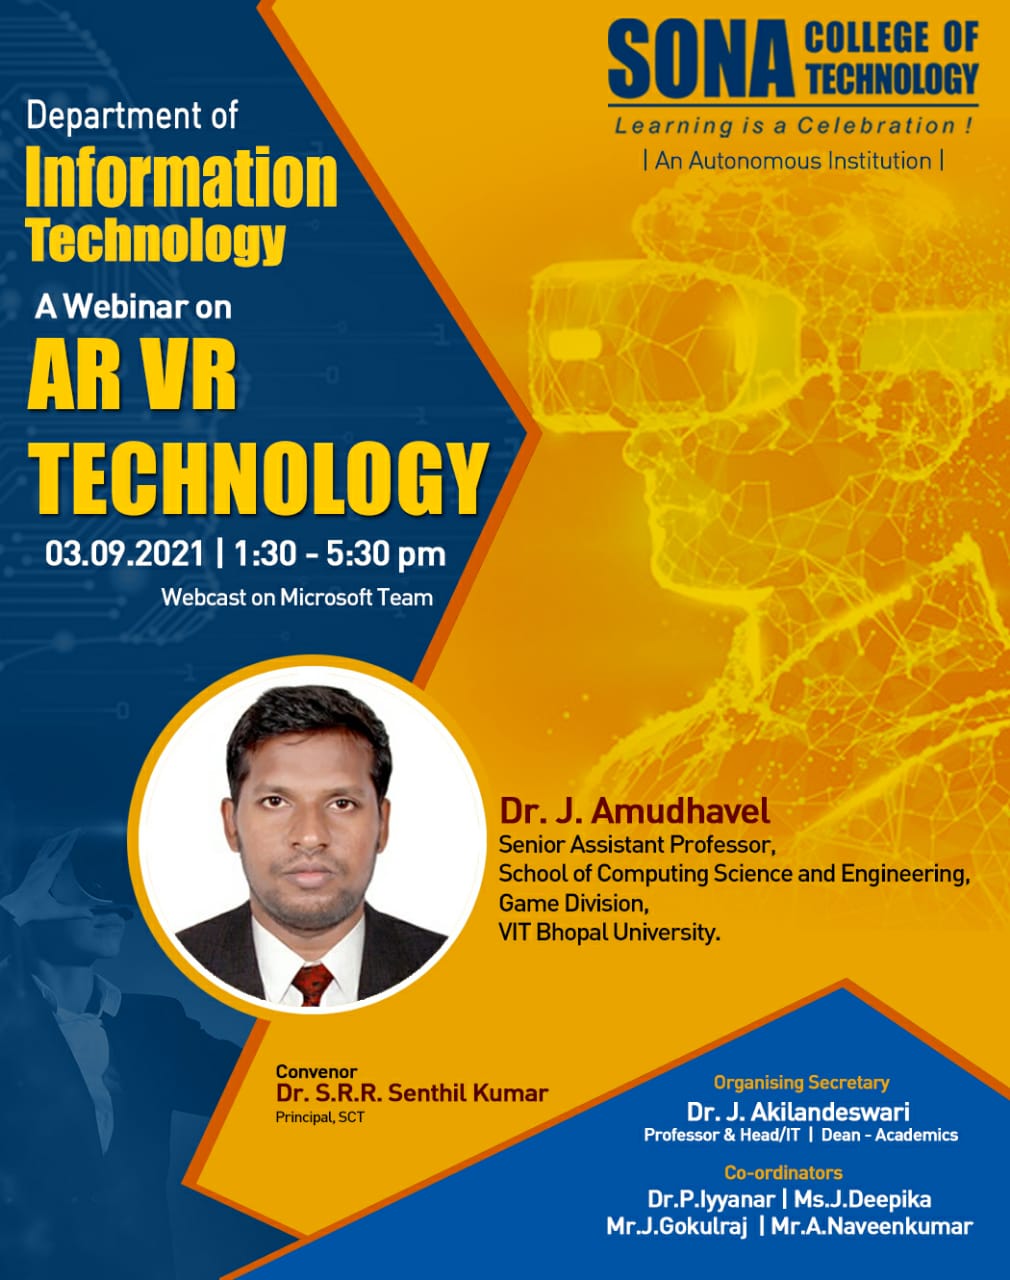 SONA COLLEGE OF
TECHNOLOGY
Learning is a Celebration !
| An Autonomous Institution |
Department of
Information
Technology
A Webinar on
AR VR
TECHNOLOGY
03.09.2021 | 1:30 - 5:30 pm
Webcast on Microsoft Team
Dr. J. Amudhavel
Senior Assistant Professor,
School of Computing Science and Engineering,
Game Division,
VIT Bhopal University.
Convenor
Dr. S.R.R. Senthil Kumar
Principal, SCT
Organising Secretary
Dr. J. Akilandeswari
Professor & Head/IT | Dean - Academics
Co-ordinators
Dr.P.Iyyanar | Ms.J.Deepika
Mr.J.Gokulraj | Mr.A.Naveenkumar